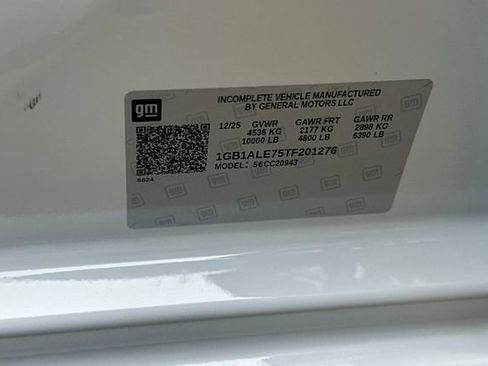 gm
INCOMPLETE VEHICLE MANUFACTURED
BY GENERAL MOTORS LLC
12/25 GVWR GAWR FRT GAWR RR
4536 KG 2177 KG 2898 KG
10000 LB 4800 LB 6390 LB
1GB1ALE75TF201276
MODEL: 56CC20943
S624